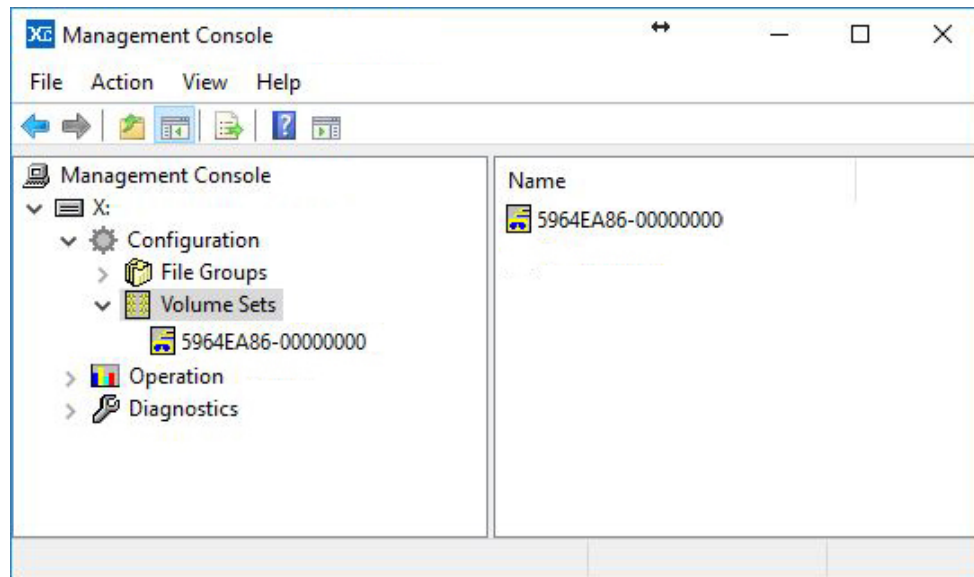 XC Management Console
File Action View Help
?
Management Console
X:
Configuration
File Groups
Volume Sets
5964EA86-00000000
Operation
Diagnostics
Name
5964EA86-00000000